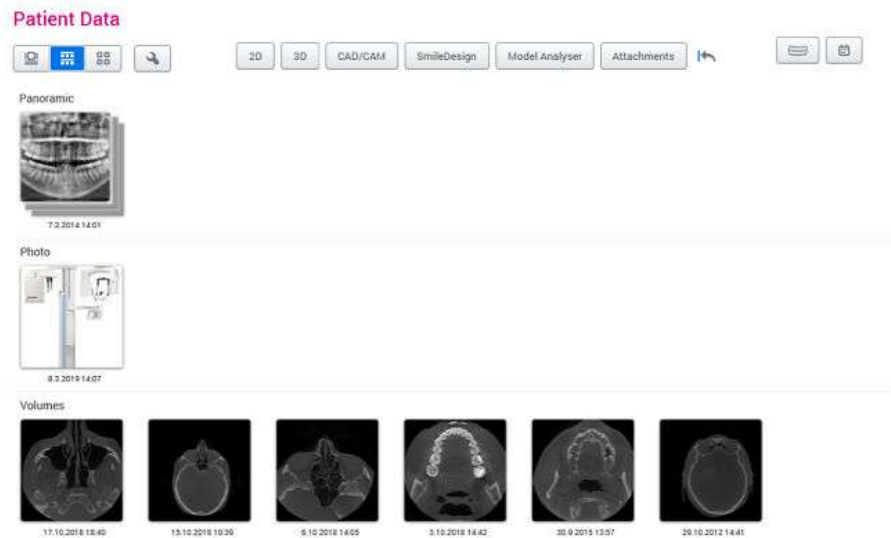 Patient Data
2D 3D CAD/CAM SmileDesign Model Analyser Attachments
Panoramic
7.2.2014 14:01
Photo
8.3.2019 14:07
Volumes
17.10.2018 18:40 15.10.2018 10:39 6.10.2018 14:05 3.10.2018 14:42 30.9.2015 13:57 29.10.2012 14:41